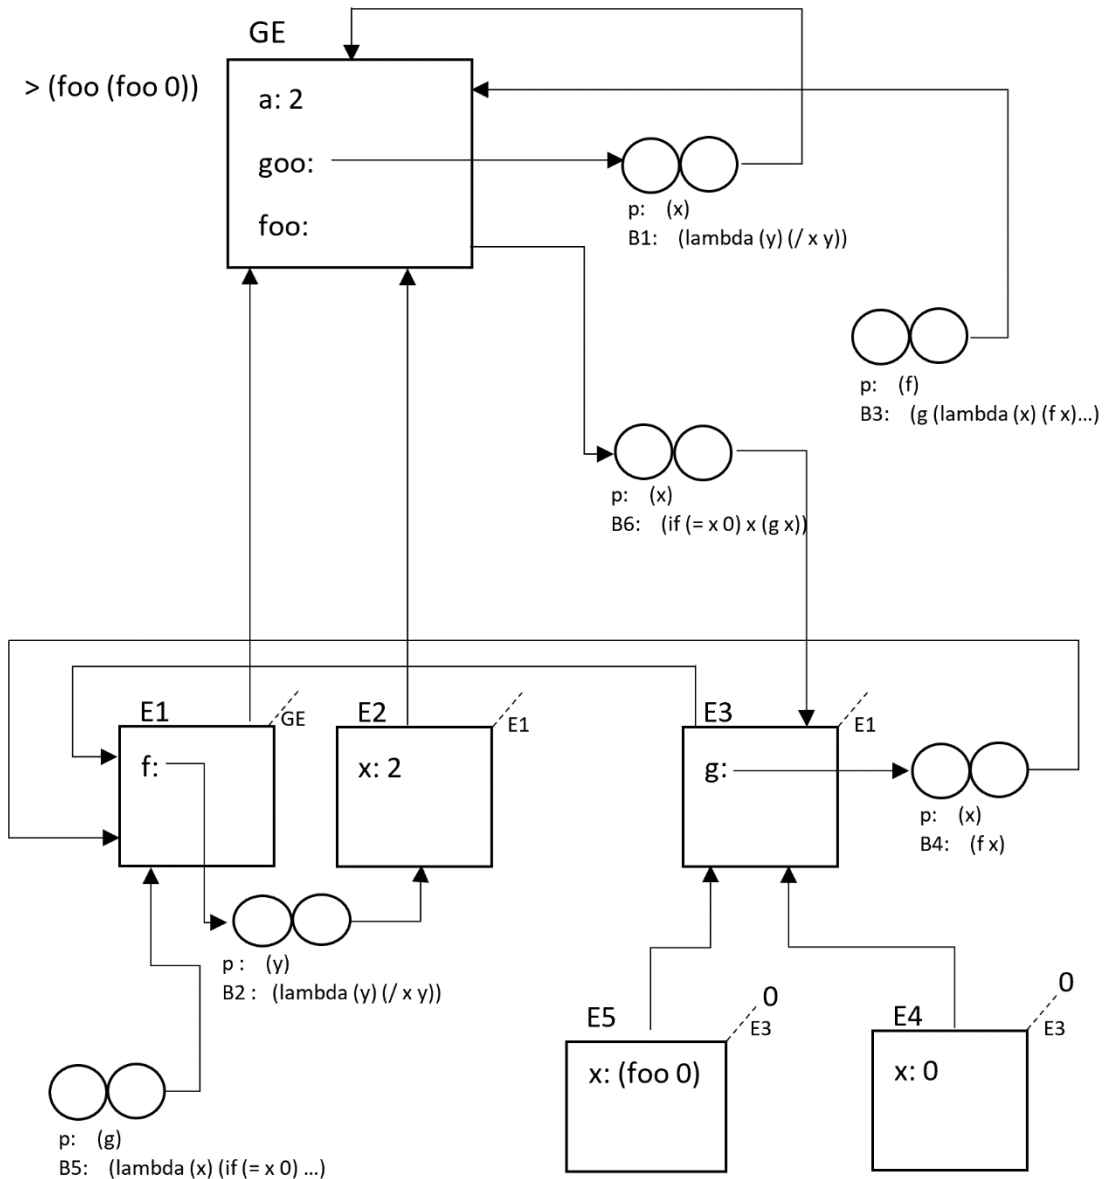 GE
> (foo (foo 0))
a: 2
goo:
foo:
p: (x)
B1: (lambda (y) (/ x y))
p: (f)
B3: (g (lambda (x) (f x)...)
p: (x)
B6: (if (= x 0) x (g x))
E1
GE
f:
E2
E1
x: 2
E3
E1
g:
p: (x)
B4: (f x)
p : (y)
B2 : (lambda (y) (/ x y))
E5
0
E3
x: (foo 0)
E4
0
E3
x: 0
p: (g)
B5: (lambda (x) (if (= x 0) ...)